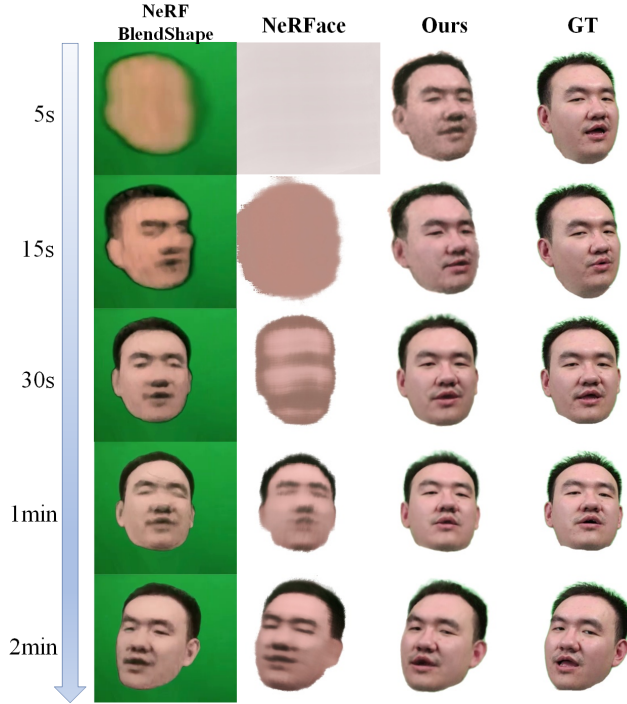 NeRF
BlendShape
NeRFace
Ours
GT
5s
15s
30s
1min
2min